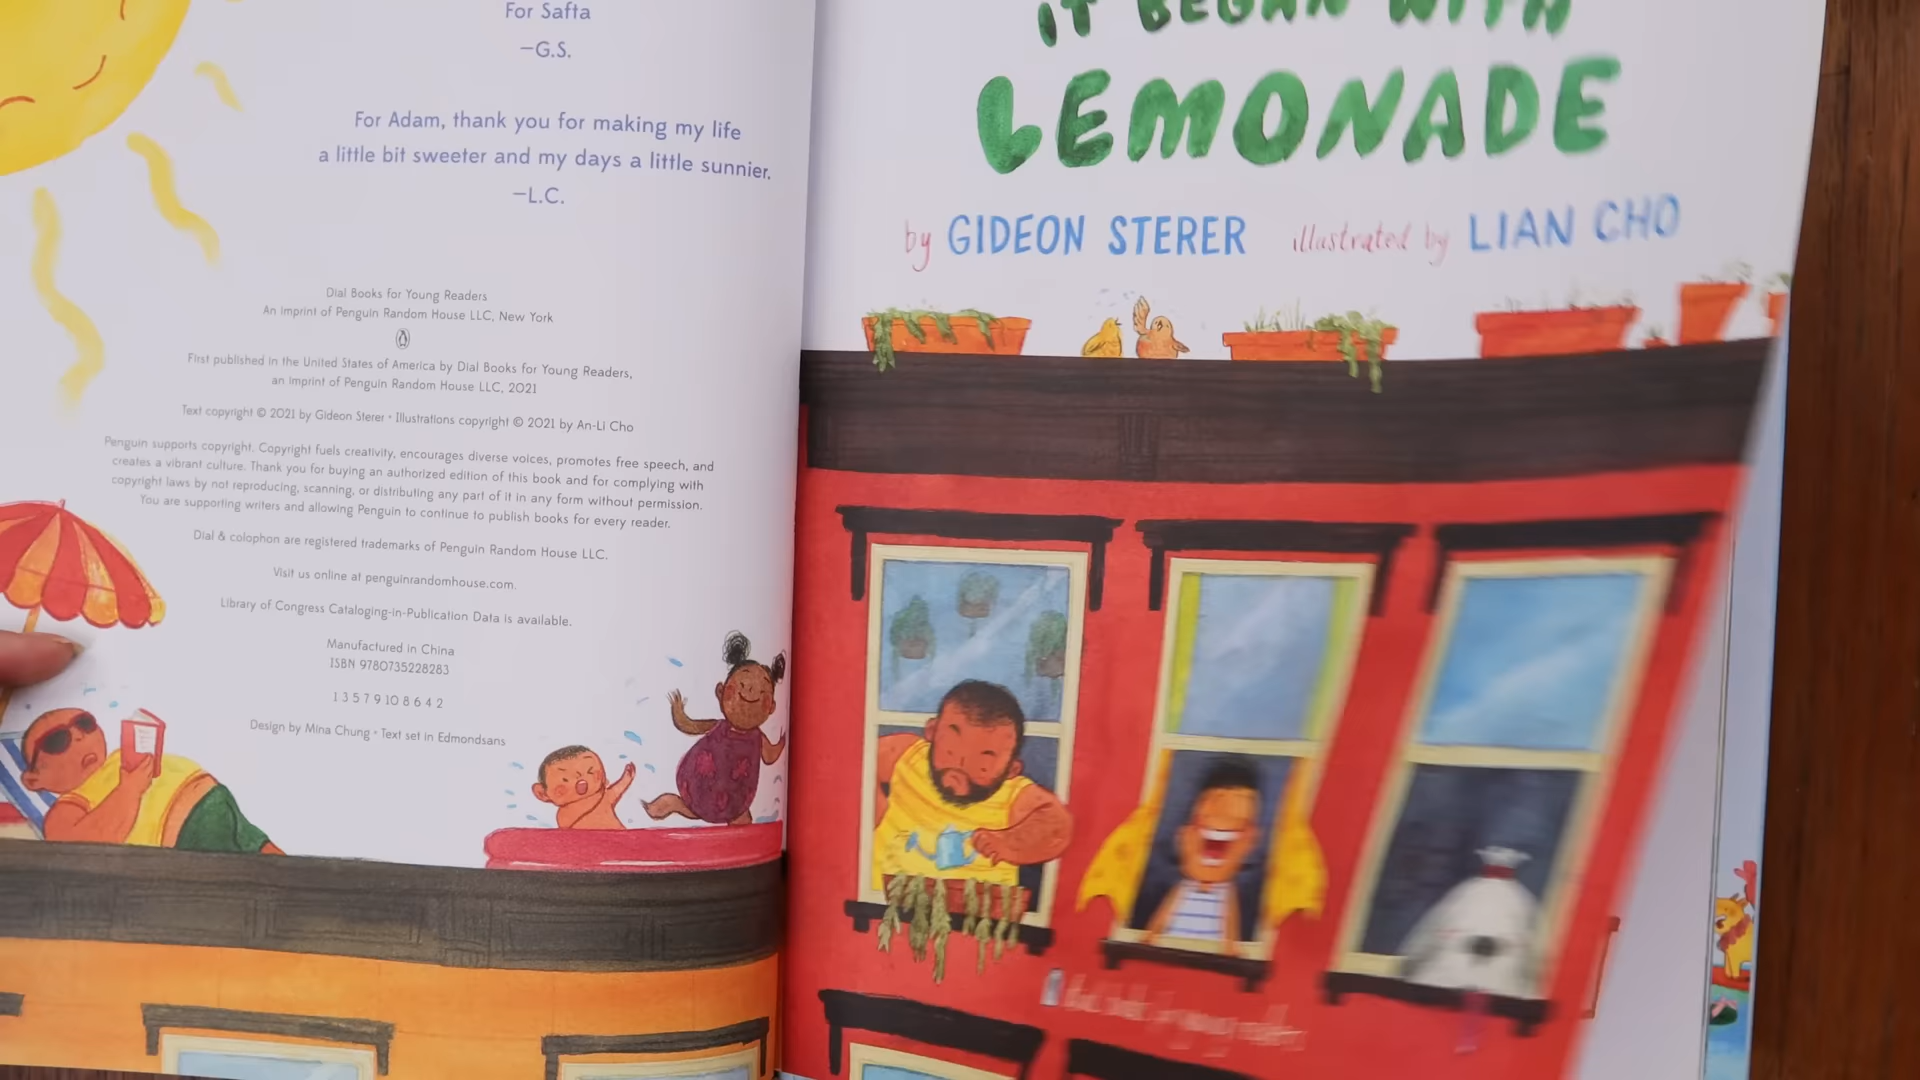 For Safta
—G.S.
For Adam, thank you for making my life
a little bit sweeter and my days a little sunnier.
—L.C.
Dial Books for Young Readers
An imprint of Penguin Random House LLC, New York
First published in the United States of America by Dial Books for Young Readers,
an imprint of Penguin Random House LLC, 2021
Text copyright © 2021 by Gideon Sterer • Illustrations copyright © 2021 by An-Li Cho
Penguin supports copyright. Copyright fuels creativity, encourages diverse voices, promotes free speech, and
creates a vibrant culture. Thank you for buying an authorized edition of this book and for complying with
copyright laws by not reproducing, scanning, or distributing any part of it in any form without permission.
You are supporting writers and allowing Penguin to continue to publish books for every reader.
Dial & colophon are registered trademarks of Penguin Random House LLC.
Visit us online at penguinrandomhouse.com.
Library of Congress Cataloging-in-Publication Data is available.
Manufactured in China
ISBN 9780735228283
1 3 5 7 9 10 8 6 4 2
Design by Mina Chung • Text set in Edmondsans
IT BEGAN WITH
LEMONADE
by GIDEON STERER illustrated by LIAN CHO